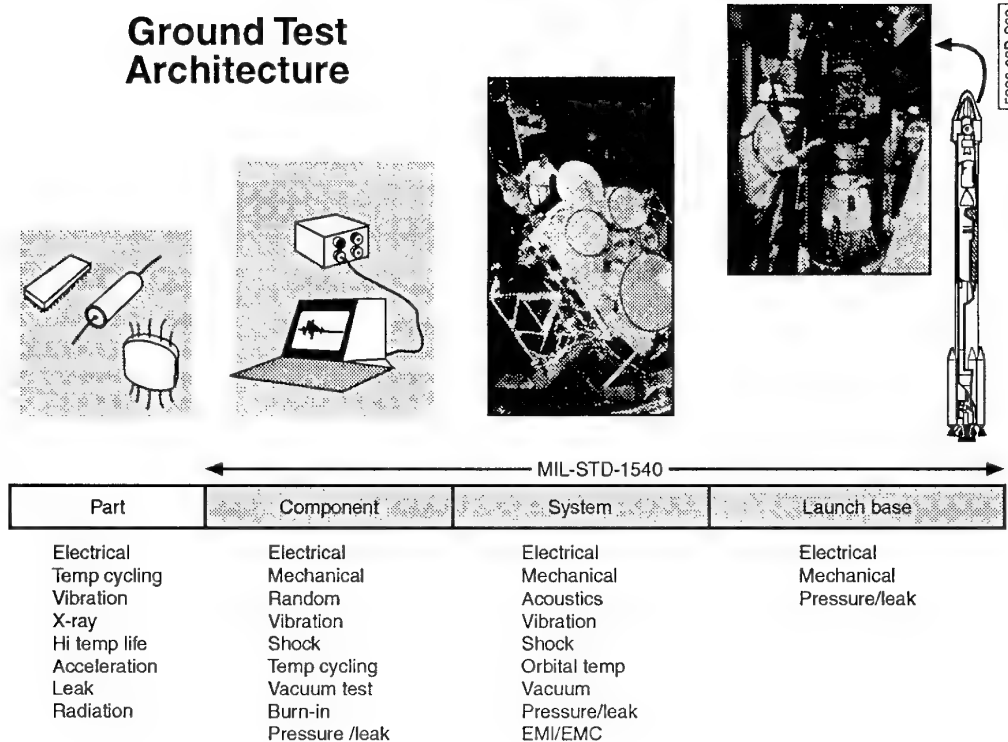 Ground Test
Architecture
MIL-STD-1540
Part
Component
System
Launch base
Electrical
Temp cycling
Vibration
X-ray
Hi temp life
Acceleration
Leak
Radiation
Electrical
Mechanical
Random
Vibration
Shock
Temp cycling
Vacuum test
Burn-in
Pressure /leak
Electrical
Mechanical
Acoustics
Vibration
Shock
Orbital temp
Vacuum
Pressure/leak
EMI/EMC
Electrical
Mechanical
Pressure/leak